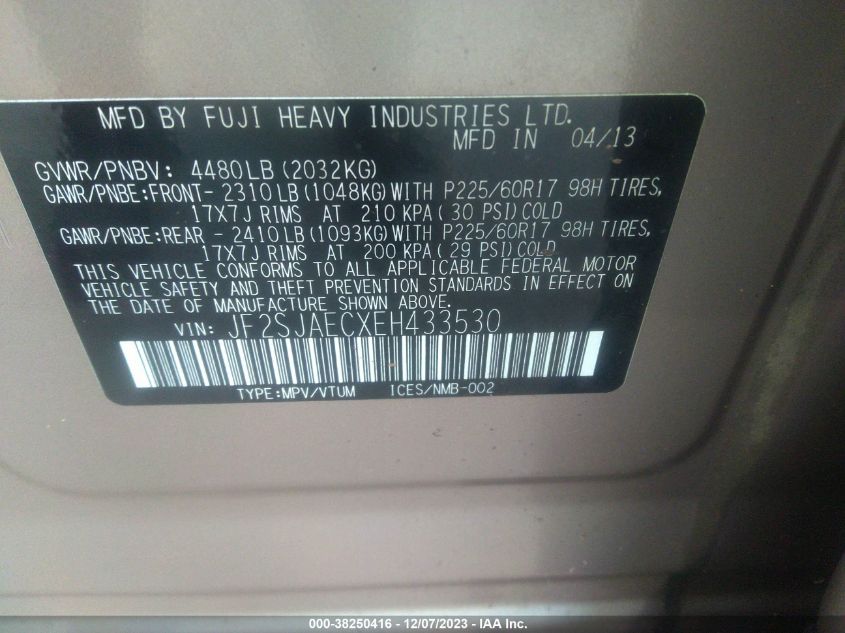 MFD BY FUJI HEAVY INDUSTRIES LTD.
MFD IN 04/13
GVWR/PNBV: 4480LB (2032KG)
GAWR/PNBE:FRONT- 2310 LB (1048KG) WITH P225/60R17 98H TIRES,
17X7J RIMS AT 210 KPA ( 30 PSI) COLD
GAWR/PNBE:REAR - 2410 LB (1093KG) WITH P225/60R17 98H TIRES,
17X7J RIMS AT 200 KPA ( 29 PSI) COLD
THIS VEHICLE CONFORMS TO ALL APPLICABLE FEDERAL MOTOR
VEHICLE SAFETY AND THEFT PREVENTION STANDARDS IN EFFECT ON
THE DATE OF MANUFACTURE SHOWN ABOVE.
VIN: JF2SJAECXEH433530
TYPE:MPV/VTUM ICES/NMB-002
000-38250416 - 12/07/2023 - IAA Inc.